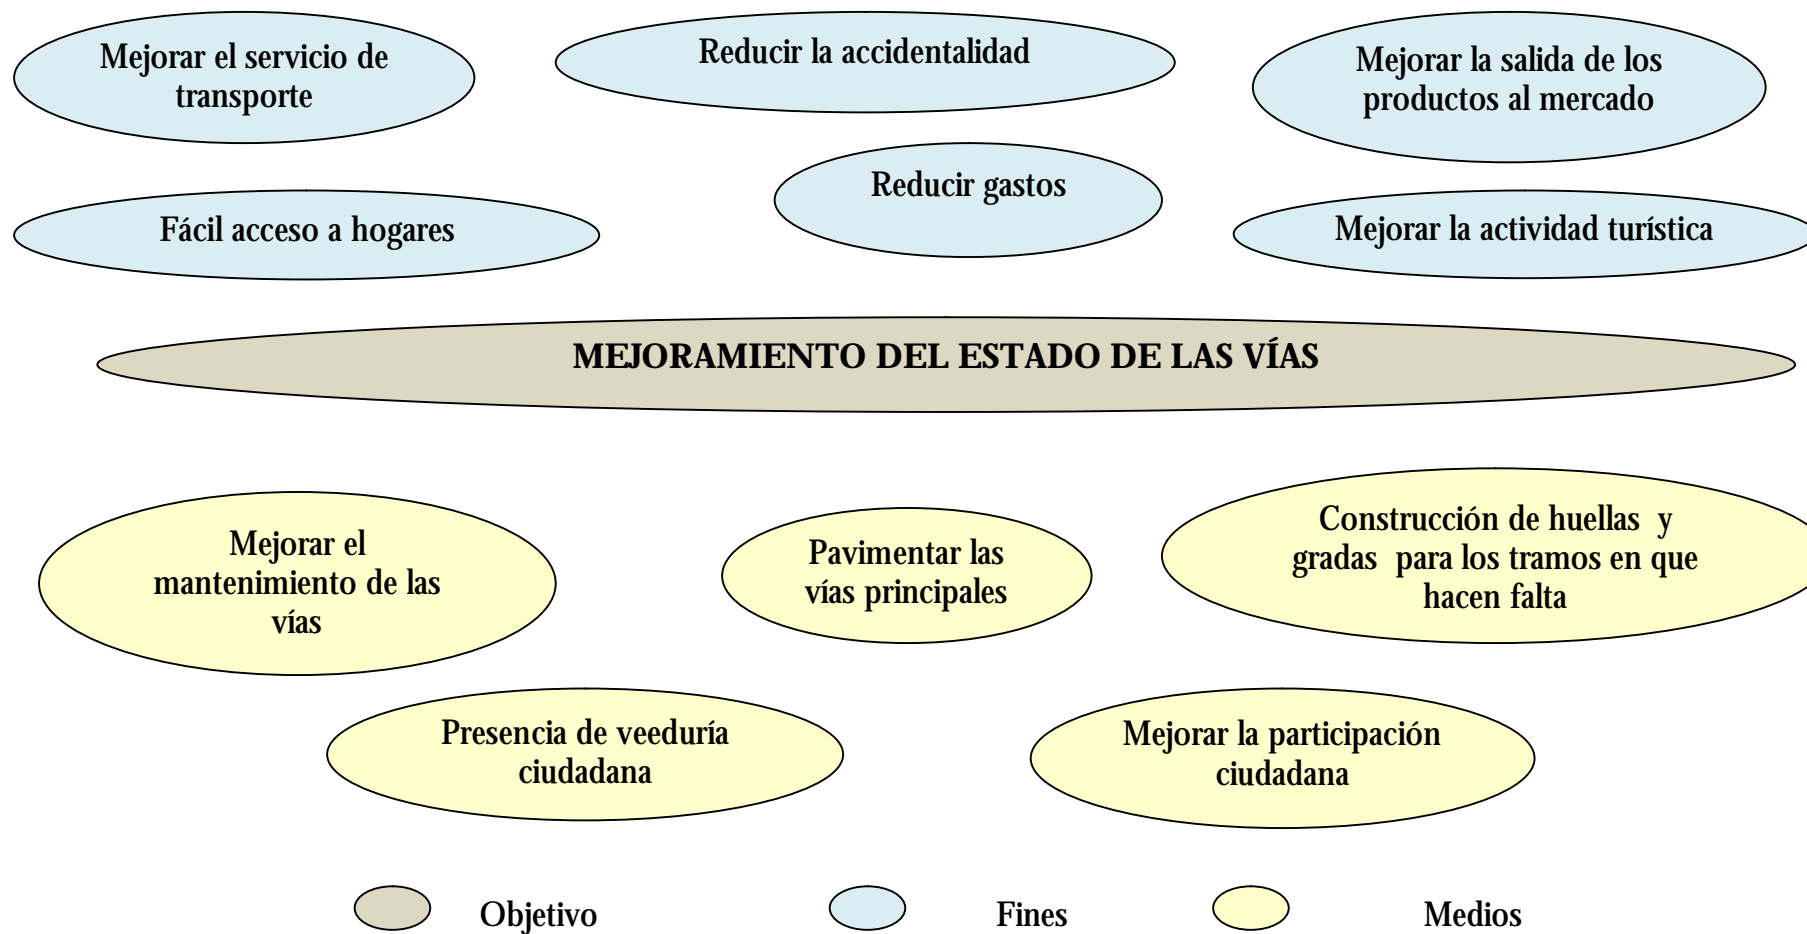 Mejorar el servicio de
transporte
Reducir la accidentalidad
Mejorar la salida de los
productos al mercado
Fácil acceso a hogares
Reducir gastos
Mejorar la actividad turística
MEJORAMIENTO DEL ESTADO DE LAS VÍAS
Mejorar el
mantenimiento de las
vías
Pavimentar las
vías principales
Construcción de huellas y
gradas para los tramos en que
hacen falta
Presencia de veeduría
ciudadana
Mejorar la participación
ciudadana
Objetivo
Fines
Medios